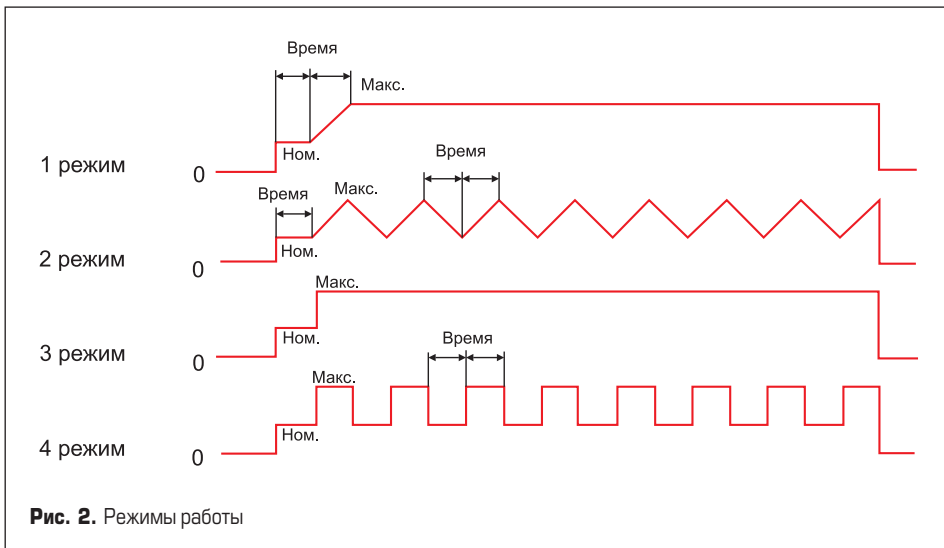 Время
Макс.
Ном.
1 режим
0
Время
Время
Макс.
Ном.
2 режим
0
Макс.
Ном.
3 режим
0
Время
Макс.
Ном.
4 режим
0
Рис. 2. Режимы работы